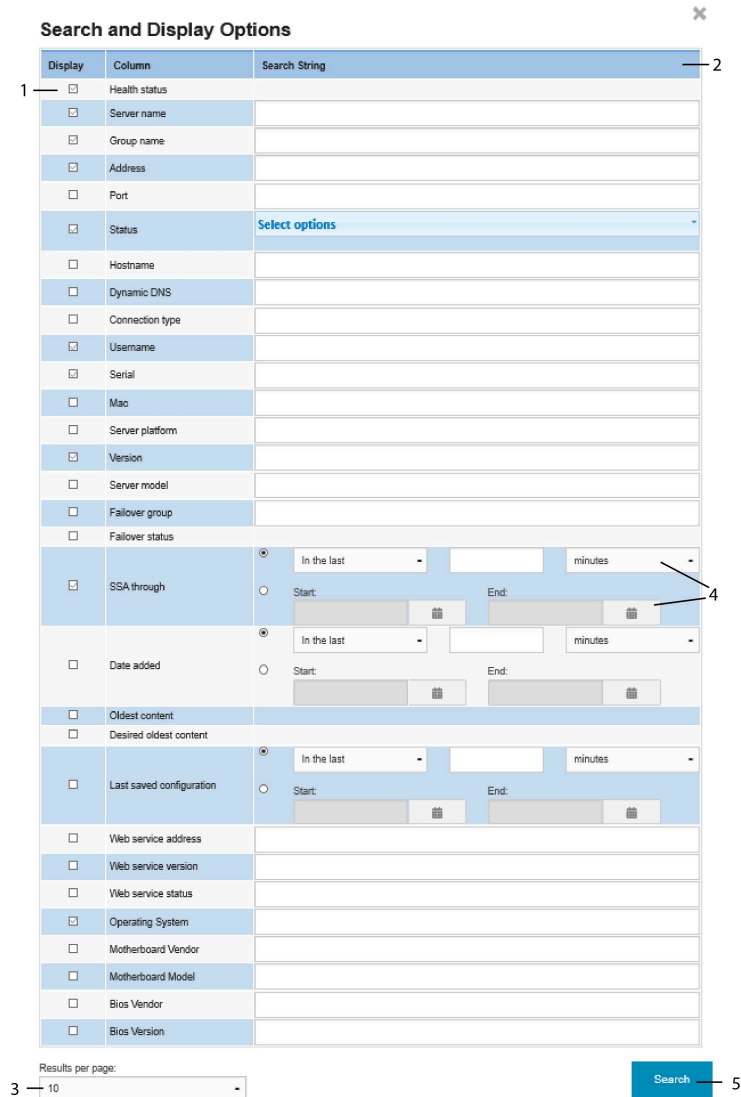 Search and Display Options
Display Column Search String 2
1 Health status
Server name
Group name
Address
Port
Status Select options
Hostname
Dynamic DNS
Connection type
Username
Serial
Mac
Server platform
Version
Server model
Failover group
Failover status
In the last minutes
SSA through Start: End: 4
In the last minutes
Date added Start: End:
Oldest content
Desired oldest content
In the last minutes
Last saved configuration Start: End:
Web service address
Web service version
Web service status
Operating System
Motherboard Vendor
Motherboard Model
Bios Vendor
Bios Version
Results per page:
3 10 Search 5